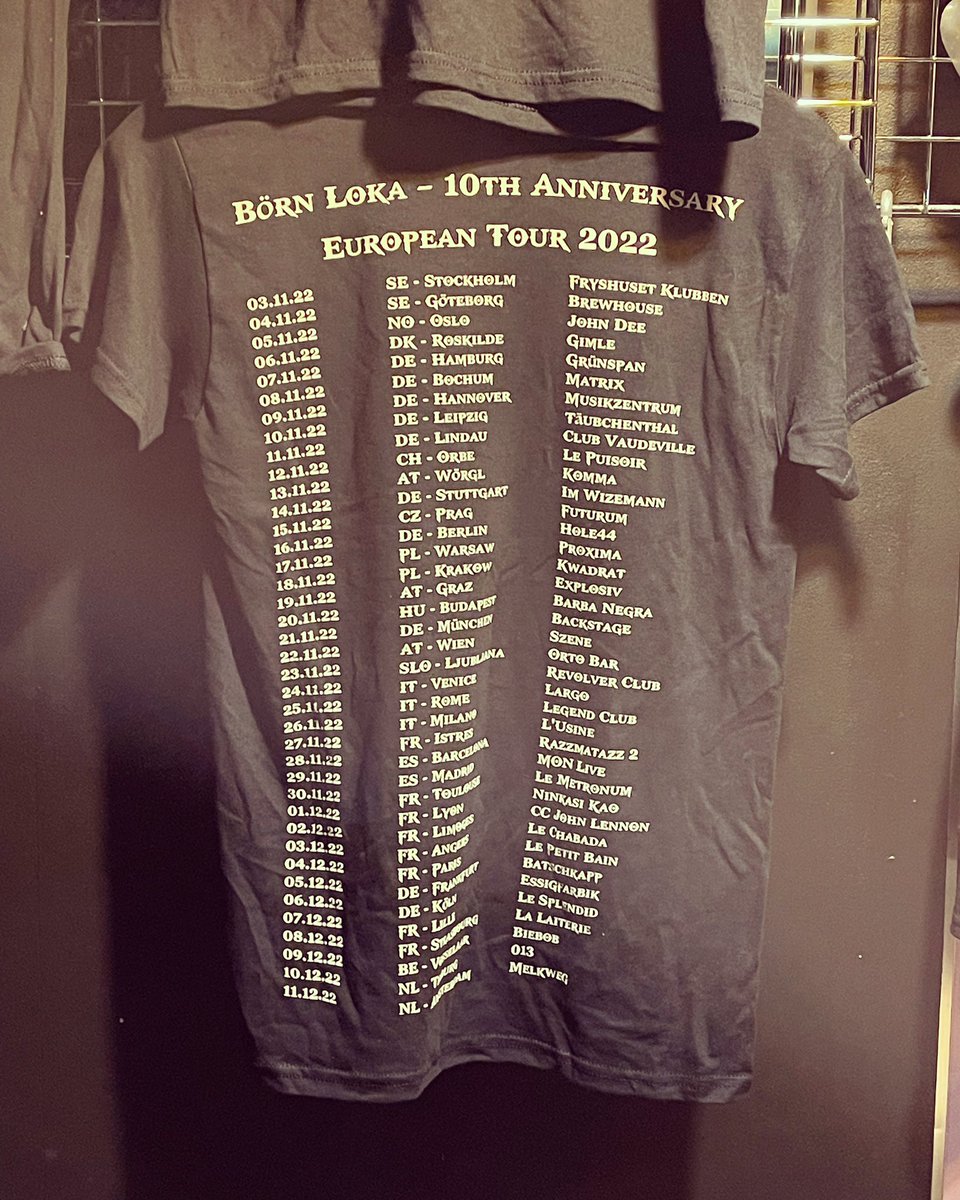 Börn Loka - 10th Anniversary
European Tour 2022
03.11.22 SE - Stockholm Fryshuset Klubben
04.11.22 SE - Göteborg Brewhouse
05.11.22 NO - Oslo John Dee
06.11.22 DK - Roskilde Gimle
07.11.22 DE - Hamburg Grünspan
08.11.22 DE - Bochum Matrix
09.11.22 DE - Hannover Musikzentrum
10.11.22 DE - Leipzig Täubchenthal
11.11.22 DE - Lindau Club Vaudeville
12.11.22 CH - Orbe Le Puisoir
13.11.22 AT - Wörgl Komma
14.11.22 DE - Stuttgart Im Wizemann
15.11.22 CZ - Prag Futurum
16.11.22 DE - Berlin Hole44
17.11.22 PL - Warsaw Proxima
18.11.22 PL - Krakow Kwadrat
19.11.22 AT - Graz Explosiv
20.11.22 HU - Budapest Barba Negra
21.11.22 DE - München Backstage
22.11.22 AT - Wien Szene
23.11.22 SLO - Ljubljana Orto Bar
24.11.22 IT - Venice Revolver Club
25.11.22 IT - Rome Largo
26.11.22 IT - Milano Legend Club
27.11.22 FR - Istres L'Usine
28.11.22 ES - Barcelona Razzmatazz 2
29.11.22 ES - Madrid MON Live
30.11.22 FR - Toulouse Le Metronum
01.12.22 FR - Lyon Ninkasi Kao
02.12.22 FR - Limoges CC John Lennon
03.12.22 FR - Angers Le Chabada
04.12.22 FR - Paris Le Petit Bain
05.12.22 DE - Frankfurt Batschkapp
06.12.22 DE - Köln Essigfarbik
07.12.22 FR - Lille Le Splendid
08.12.22 FR - Strasbourg La Laiterie
09.12.22 BE - Vosselaar Biebob
10.12.22 NL - Tilburg 013
11.12.22 NL - Amsterdam Melkweg